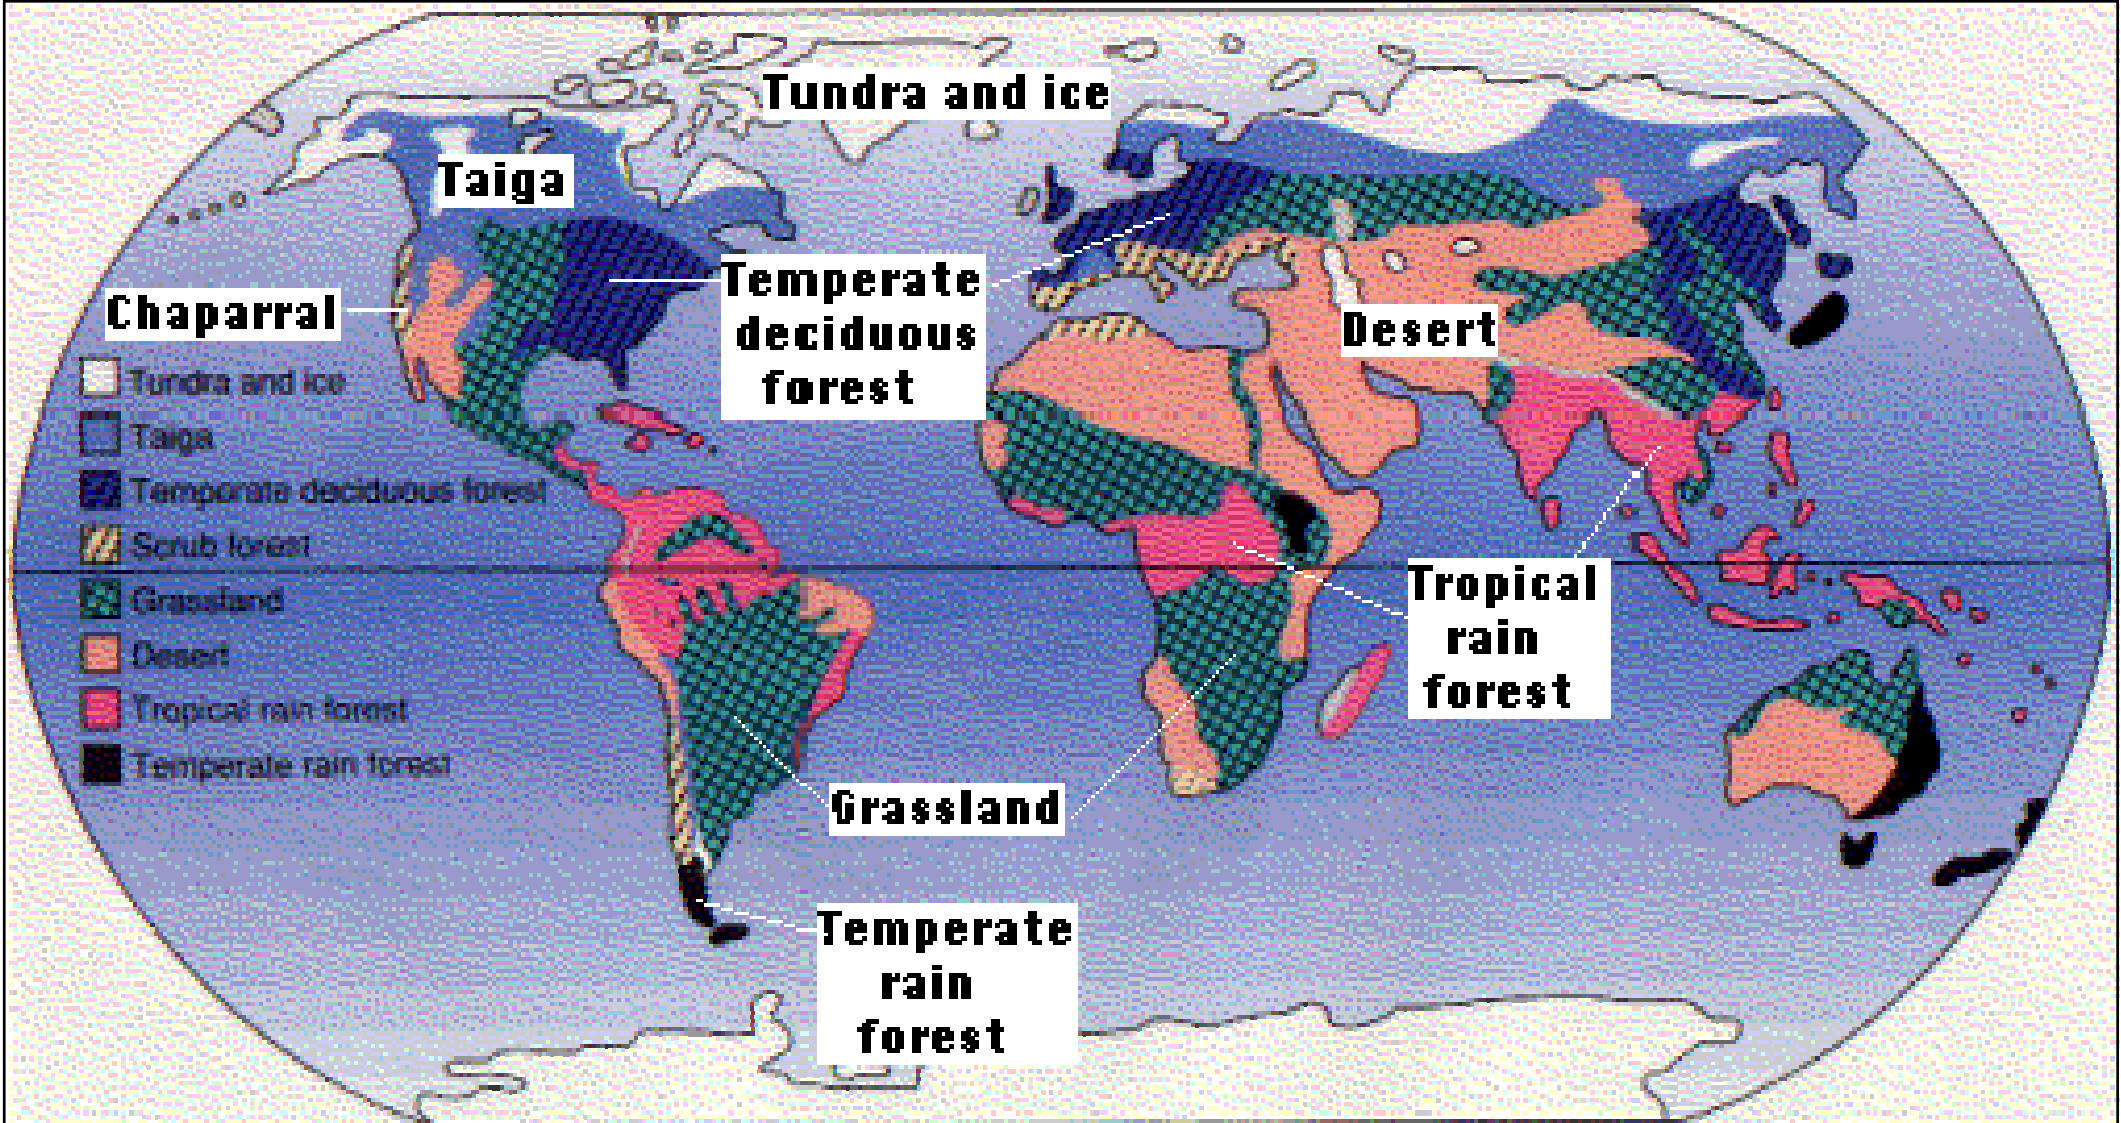 Tundra and ice
Taiga
Chaparral
Temperate
deciduous
forest
Desert
Tundra and ice
Taiga
Temperate deciduous forest
Scrub forest
Grassland
Desert
Tropical rain forest
Temperate rain forest
Tropical
rain
forest
Grassland
Temperate
rain
forest